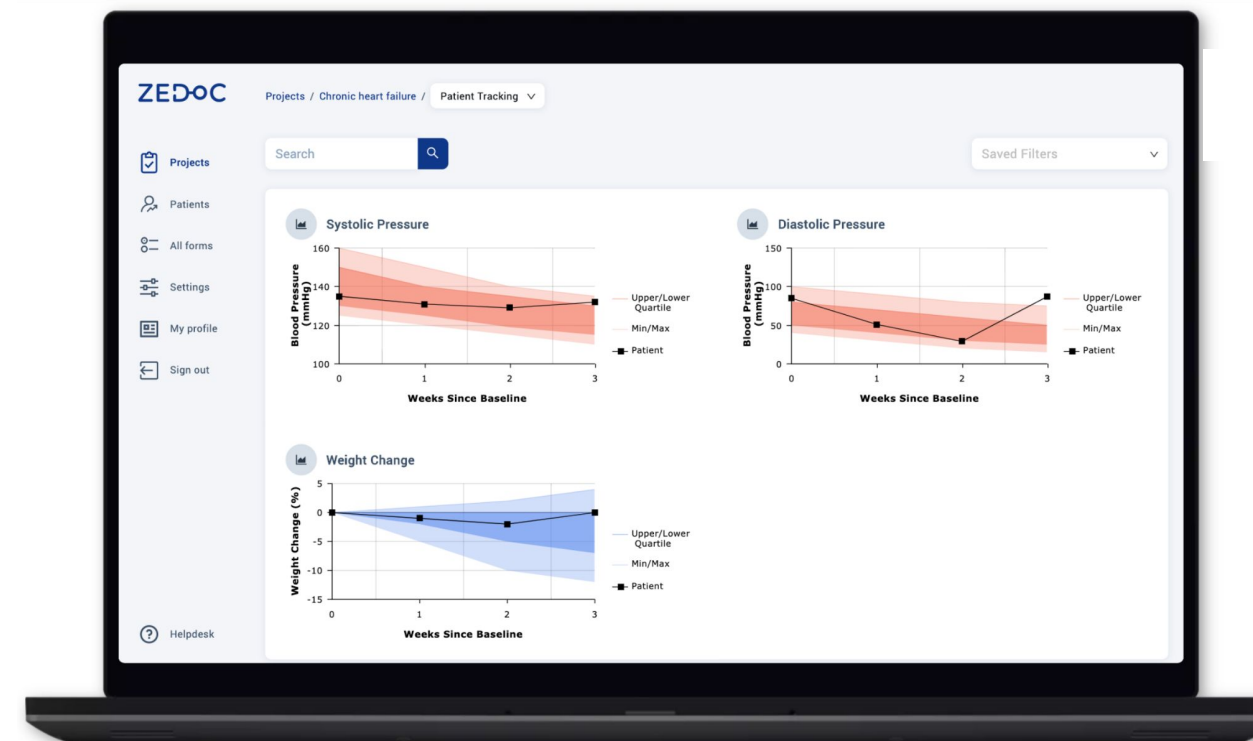 ZEDOC
Projects / Chronic heart failure / Patient Tracking
Search
Saved Filters
Projects
Patients
All forms
Settings
My profile
Sign out
Helpdesk
Systolic Pressure
160
140
120
100
Blood Pressure
(mmHg)
0 1 2 3
Weeks Since Baseline
Upper/Lower
Quartile
Min/Max
Patient
Diastolic Pressure
150
100
50
0
Blood Pressure
(mmHg)
0 1 2 3
Weeks Since Baseline
Upper/Lower
Quartile
Min/Max
Patient
Weight Change
5
0
-5
-10
-15
Weight Change (%)
0 1 2 3
Weeks Since Baseline
Upper/Lower
Quartile
Min/Max
Patient